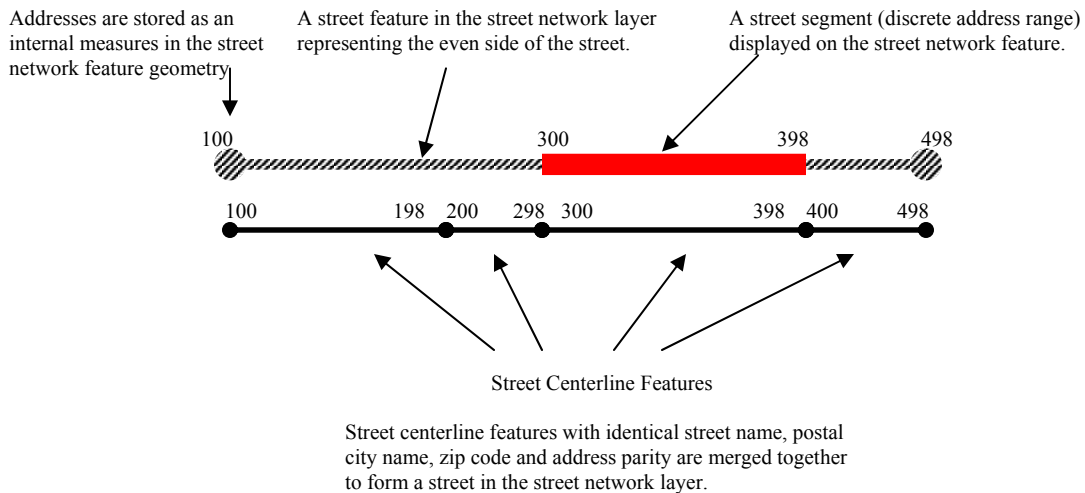 Addresses are stored as an
internal measures in the street
network feature geometry
A street feature in the street network layer
representing the even side of the street.
A street segment (discrete address range)
displayed on the street network feature.
100
300
398
498
100
198
200
298
300
398
400
498
Street Centerline Features
Street centerline features with identical street name, postal
city name, zip code and address parity are merged together
to form a street in the street network layer.